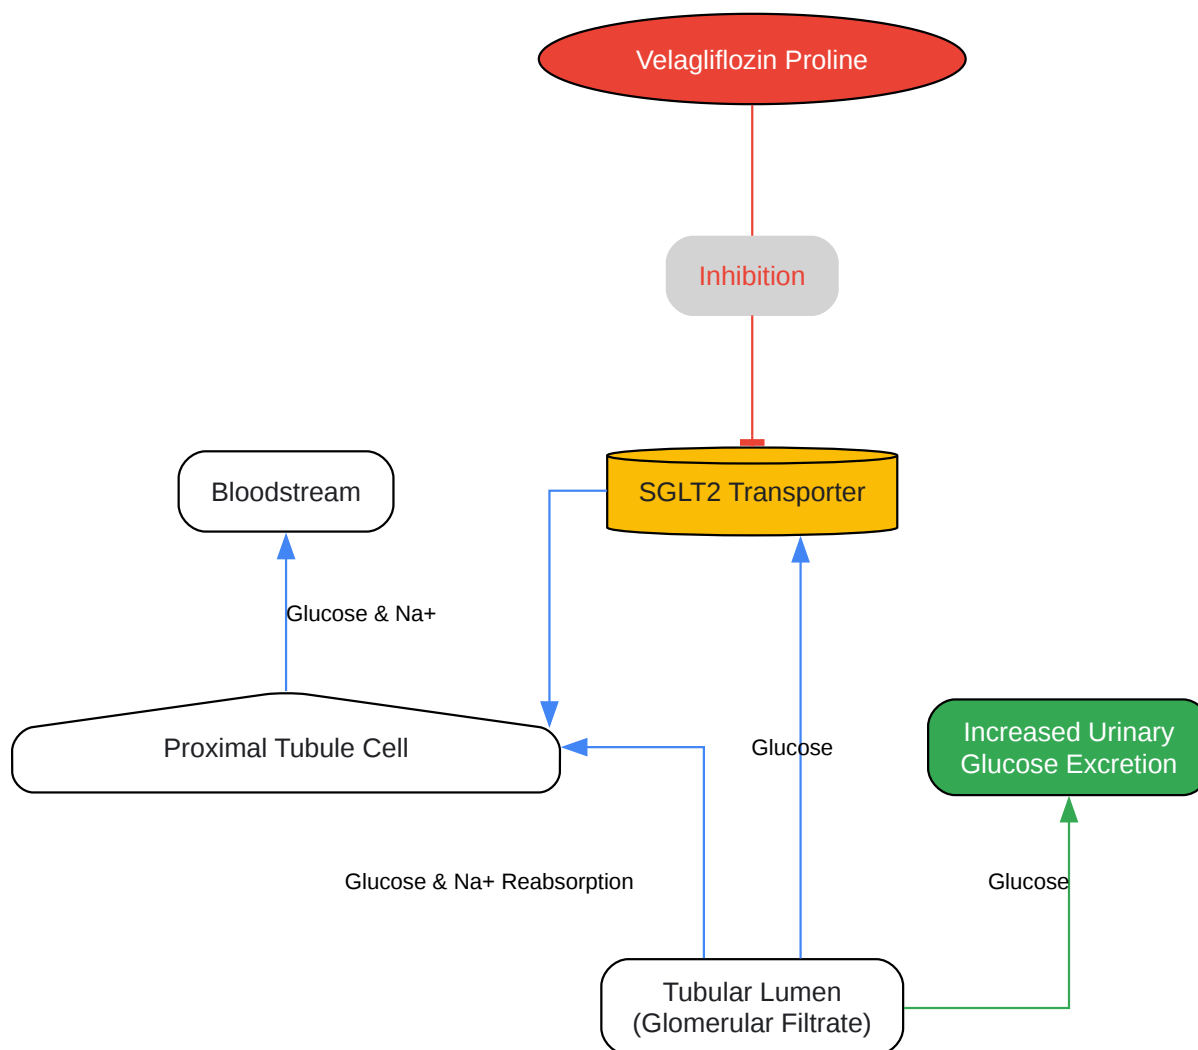 Velagliflozin Proline
Inhibition
Bloodstream
SGLT2 Transporter
Glucose & Na+
Proximal Tubule Cell
Glucose
Increased Urinary
Glucose Excretion
Glucose & Na+ Reabsorption
Glucose
Tubular Lumen
(Glomerular Filtrate)